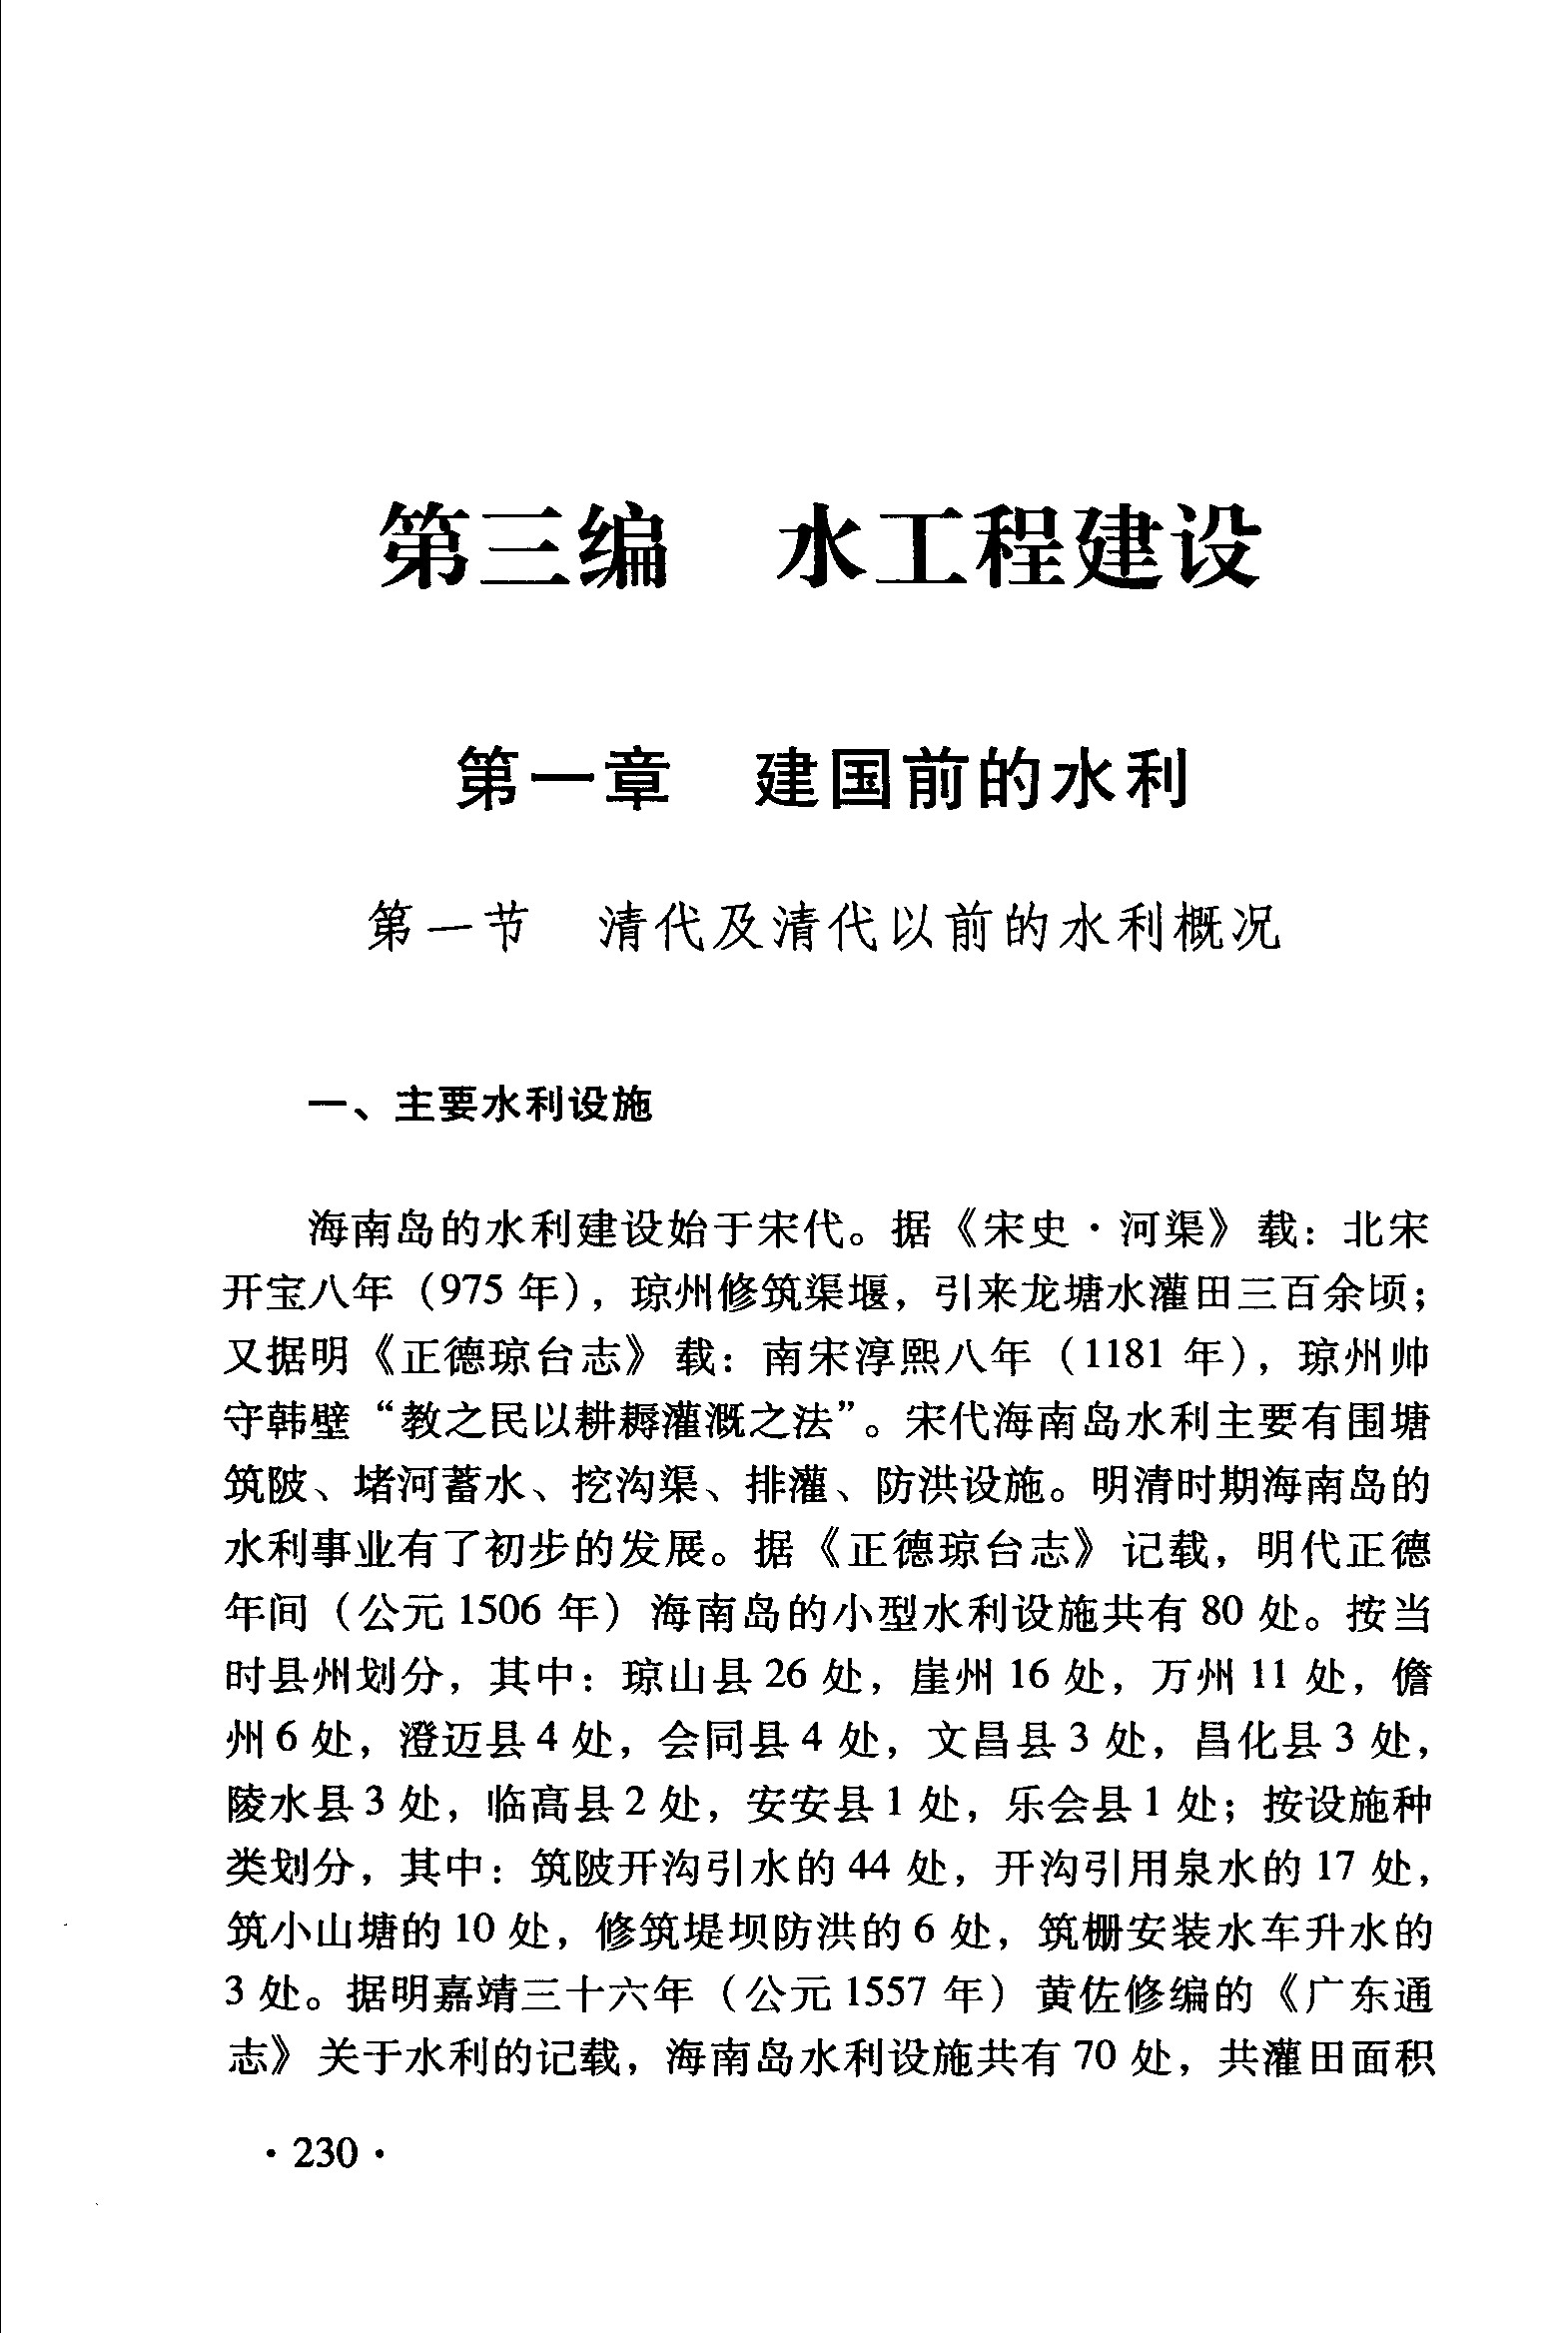 第三编　水工程建设
第一章　建国前的水利
第一节　清代及清代以前的水利概况
一、主要水利设施
海南岛的水利建设始于宋代。据《宋史·河渠》载：北宋
开宝八年（975 年），琼州修筑渠堰，引来龙塘水灌田三百余顷；
又据明《正德琼台志》载：南宋淳熙八年（1181 年），琼州帅
守韩壁“教之民以耕耨灌溉之法”。宋代海南岛水利主要有围塘
筑陂、堵河蓄水、挖沟渠、排灌、防洪设施。明清时期海南岛的
水利事业有了初步的发展。据《正德琼台志》记载，明代正德
年间（公元 1506 年）海南岛的小型水利设施共有 80 处。按当
时县州划分，其中：琼山县 26 处，崖州 16 处，万州 11 处，儋
州 6 处，澄迈县 4 处，会同县 4 处，文昌县 3 处，昌化县 3 处，
陵水县 3 处，临高县 2 处，安安县 1 处，乐会县 1 处；按设施种
类划分，其中：筑陂开沟引水的 44 处，开沟引用泉水的 17 处，
筑小山塘的 10 处，修筑堤坝防洪的 6 处，筑栅安装水车升水的
3 处。据明嘉靖三十六年（公元 1557 年）黄佐修编的《广东通
志》关于水利的记载，海南岛水利设施共有 70 处，共灌田面积
· 230 ·